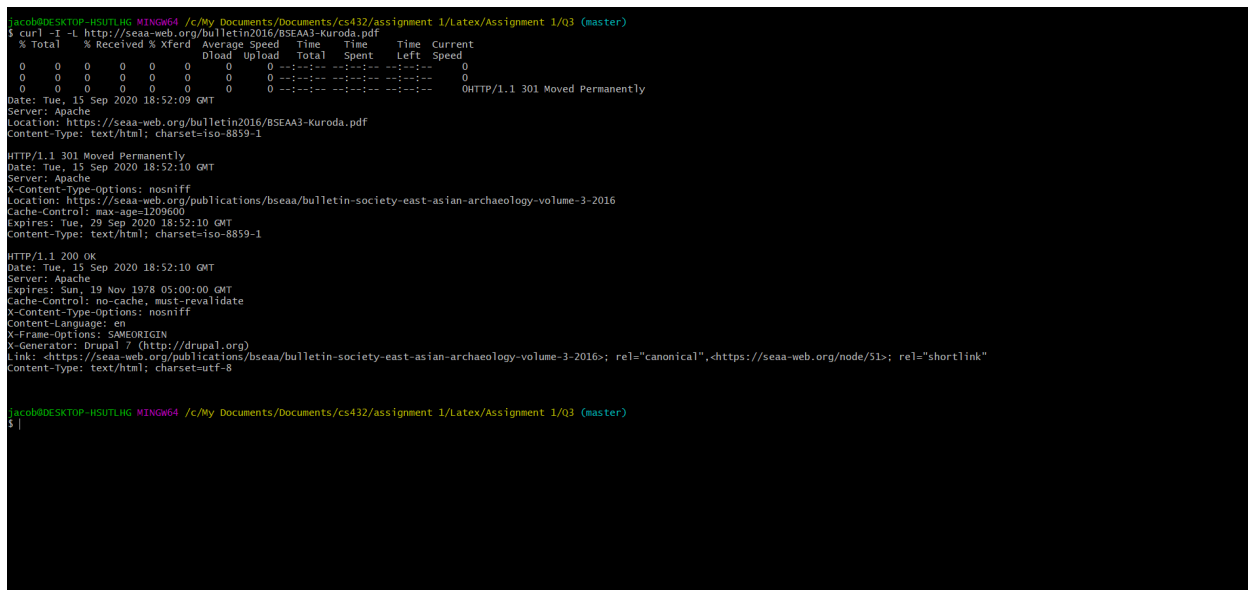 jacob@DESKTOP-HSUTLHG MINGW64 /c/My Documents/Documents/cs432/assignment 1/Latex/Assignment 1/Q3 (master)
$ curl -I -L http://seaa-web.org/bulletin2016/BSEAA3-Kuroda.pdf
  % Total    % Received % Xferd  Average Speed   Time    Time     Time  Current
                                 Dload  Upload   Total   Spent    Left  Speed
  0     0    0     0    0     0      0      0 --:--:-- --:--:-- --:--:--     0
  0     0    0     0    0     0      0      0 --:--:-- --:--:-- --:--:--     0
  0     0    0     0    0     0      0      0 --:--:-- --:--:-- --:--:--     0HTTP/1.1 301 Moved Permanently
Date: Tue, 15 Sep 2020 18:52:09 GMT
Server: Apache
Location: https://seaa-web.org/bulletin2016/BSEAA3-Kuroda.pdf
Content-Type: text/html; charset=iso-8859-1

HTTP/1.1 301 Moved Permanently
Date: Tue, 15 Sep 2020 18:52:10 GMT
Server: Apache
X-Content-Type-Options: nosniff
Location: https://seaa-web.org/publications/bseaa/bulletin-society-east-asian-archaeology-volume-3-2016
Cache-Control: max-age=1209600
Expires: Tue, 29 Sep 2020 18:52:10 GMT
Content-Type: text/html; charset=iso-8859-1

HTTP/1.1 200 OK
Date: Tue, 15 Sep 2020 18:52:10 GMT
Server: Apache
Expires: Sun, 19 Nov 1978 05:00:00 GMT
Cache-Control: no-cache, must-revalidate
X-Content-Type-Options: nosniff
Content-Language: en
X-Frame-Options: SAMEORIGIN
X-Generator: Drupal 7 (http://drupal.org)
Link: <https://seaa-web.org/publications/bseaa/bulletin-society-east-asian-archaeology-volume-3-2016>; rel="canonical",<https://seaa-web.org/node/51>; rel="shortlink"
Content-Type: text/html; charset=utf-8

jacob@DESKTOP-HSUTLHG MINGW64 /c/My Documents/Documents/cs432/assignment 1/Latex/Assignment 1/Q3 (master)
$